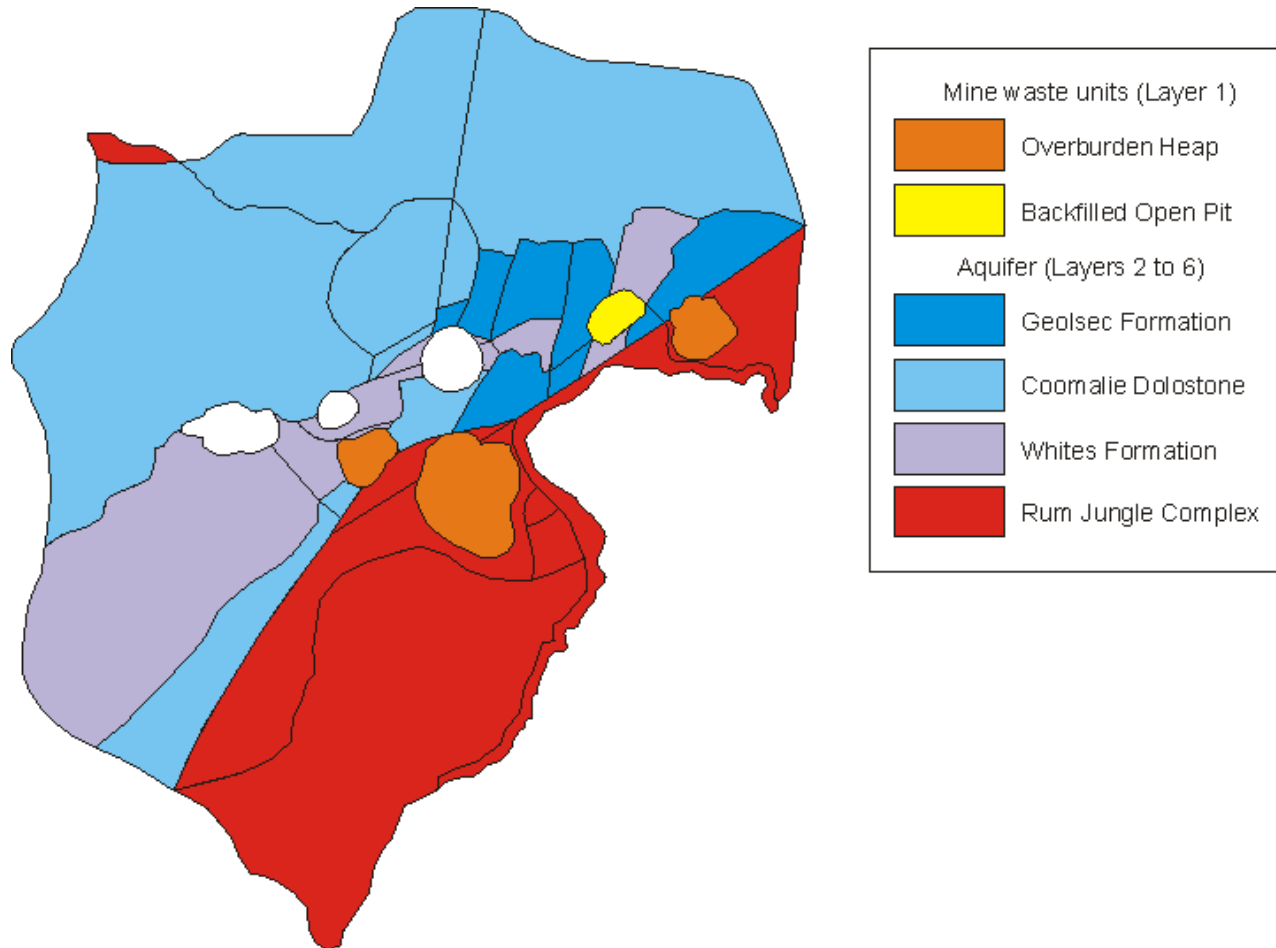 Mine waste units (Layer 1)
Overburden Heap
Backfilled Open Pit
Aquifer (Layers 2 to 6)
Geolsec Formation
Coomalie Dolostone
Whites Formation
Rum Jungle Complex